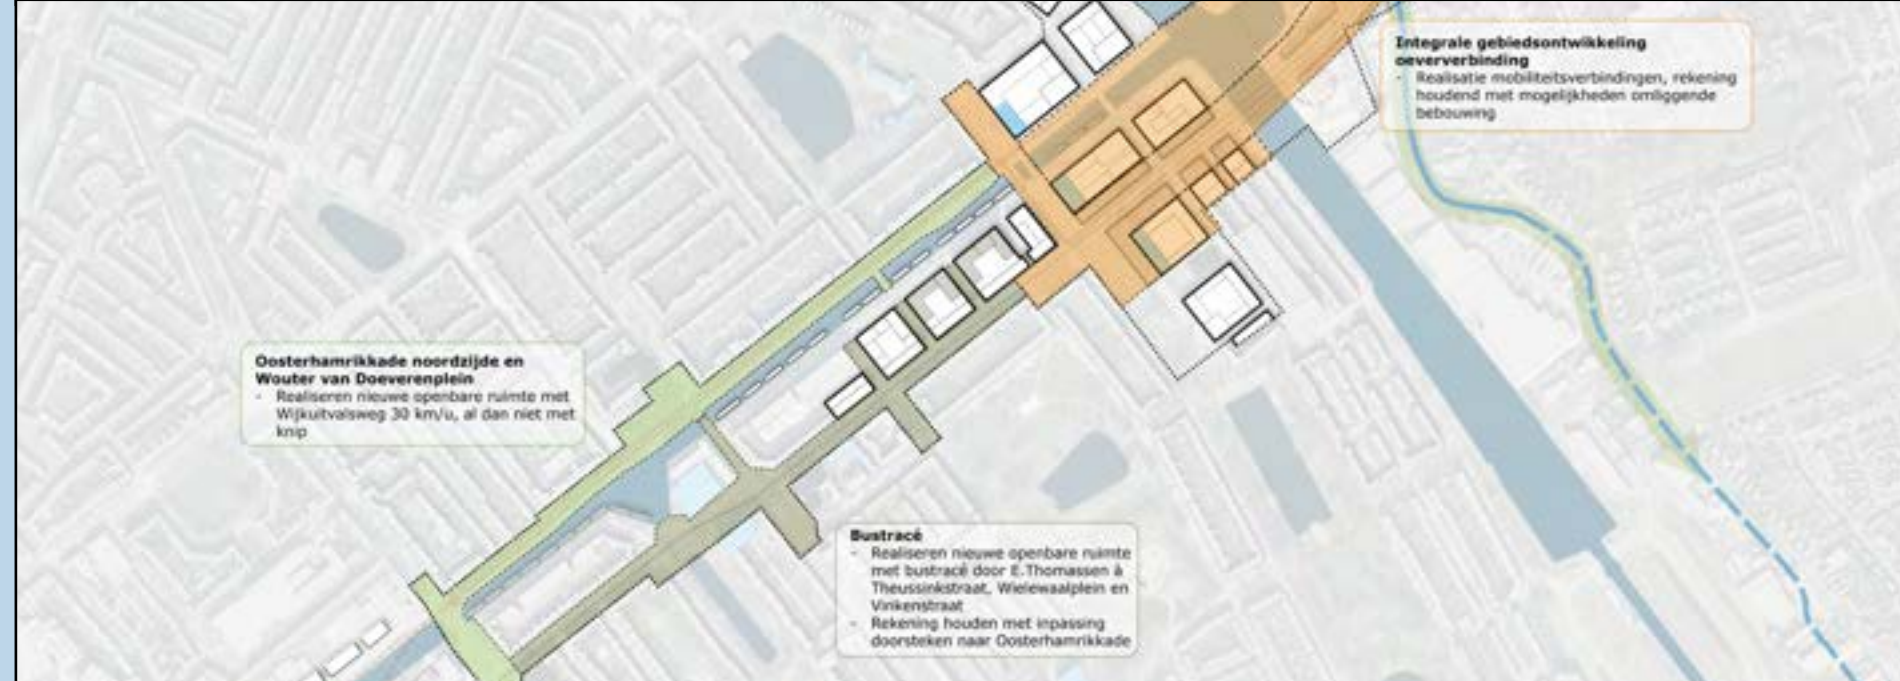 Integrale gebiedsontwikkeling
oeververbinding
- Realisatie mobiliteitsverbindingen, rekening
houdend met mogelijkheden omliggende
bebouwing
Oosterhamrikkade noordzijde en
Wouter van Doeverenplein
- Realiseren nieuwe openbare ruimte met
Wijkuitvalsweg 30 km/u, al dan niet met
knip
Bustracé
- Realiseren nieuwe openbare ruimte
met bustracé door E.Thomassen à
Theussinkstraat, Wielewaalplein en
Vinkenstraat
- Rekening houden met inpassing
doorsteken naar Oosterhamrikkade